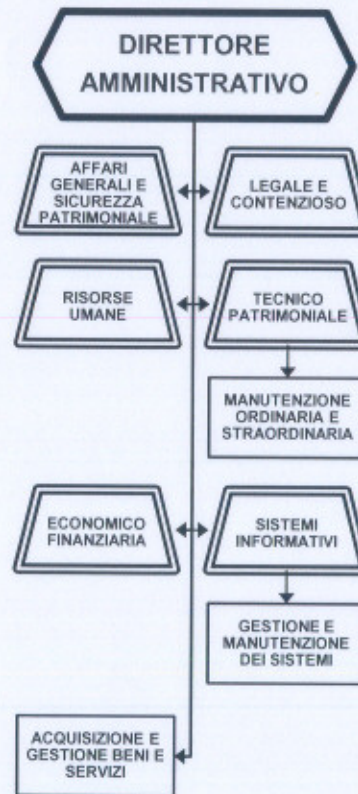 DIRETTORE
AMMINISTRATIVO
AFFARI
GENERALI E
SICUREZZA
PATRIMONIALE
LEGALE E
CONTENZIOSO
RISORSE
UMANE
TECNICO
PATRIMONIALE
MANUTENZIONE
ORDINARIA E
STRAORDINARIA
ECONOMICO
FINANZIARIA
SISTEMI
INFORMATIVI
GESTIONE E
MANUTENZIONE
DEI SISTEMI
ACQUISIZIONE E
GESTIONE BENI E
SERVIZI